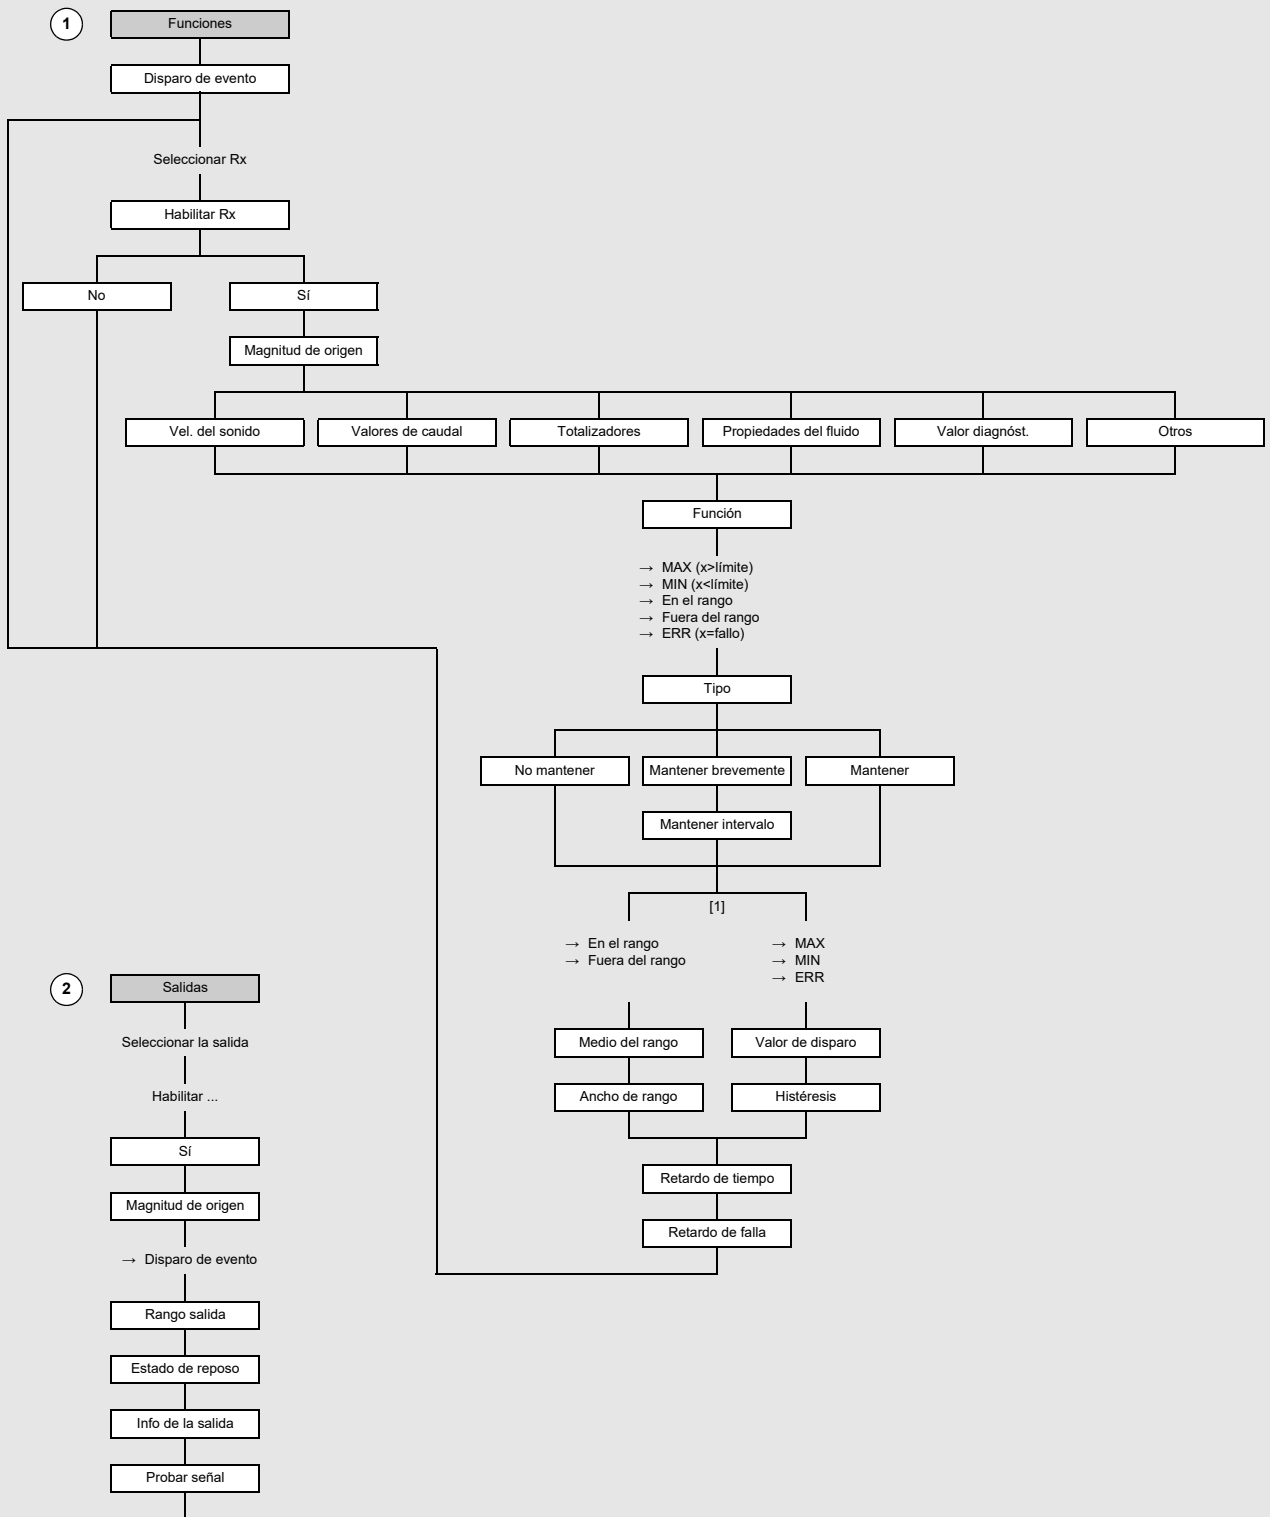 1
Funciones
Disparo de evento
Seleccionar Rx
Habilitar Rx
No
Sí
Magnitud de origen
Vel. del sonido
Valores de caudal
Totalizadores
Propiedades del fluido
Valor diagnóst.
Otros
Función
→ MAX (x>límite)
→ MIN (x<límite)
→ En el rango
→ Fuera del rango
→ ERR (x=fallo)
Tipo
No mantener
Mantener brevemente
Mantener
Mantener intervalo
[1]
→ En el rango
→ Fuera del rango
→ MAX
→ MIN
→ ERR
Medio del rango
Valor de disparo
Ancho de rango
Histéresis
Retardo de tiempo
Retardo de falla
2
Salidas
Seleccionar la salida
Habilitar ...
Sí
Magnitud de origen
→ Disparo de evento
Rango salida
Estado de reposo
Info de la salida
Probar señal